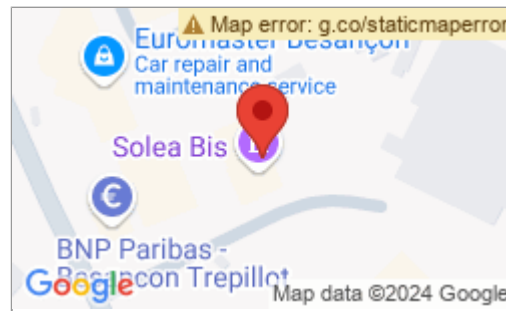 Map error: g.co/staticmaperror
Euromaster Besançon
Car repair and
maintenance service
Solea Bis
€
BNP Paribas -
Besançon Trepillot
Google
Map data ©2024 Google